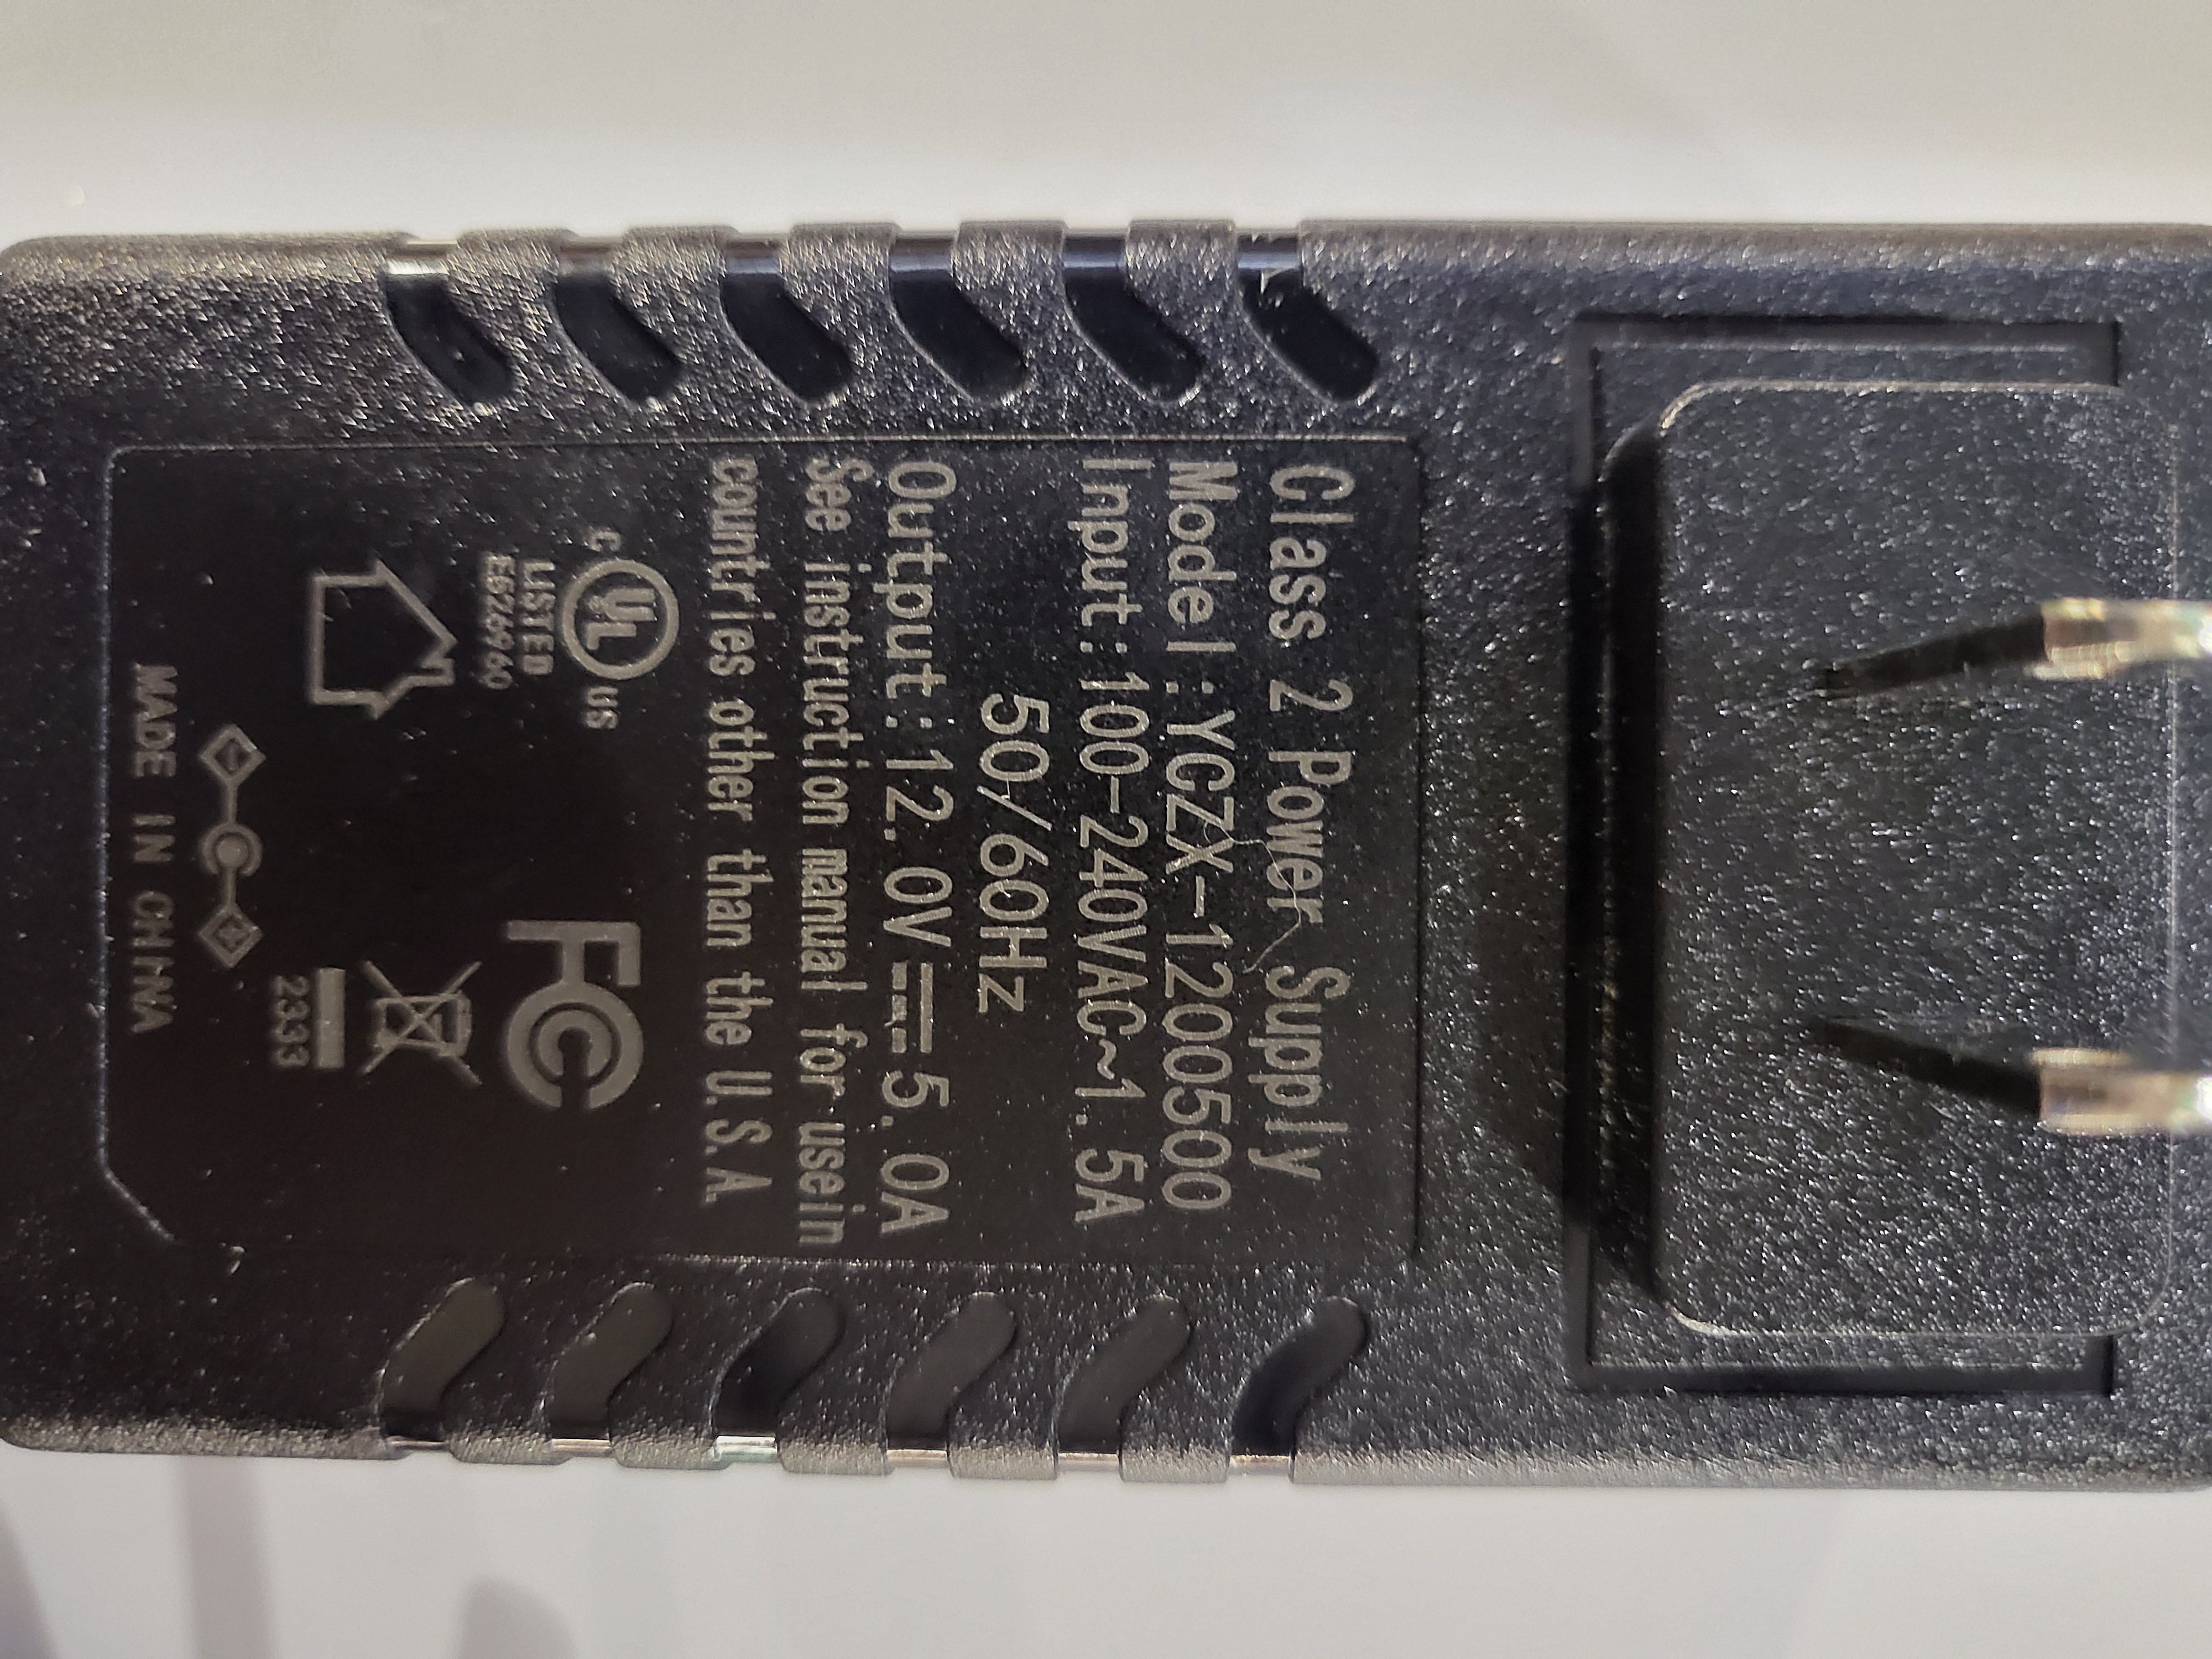 Class 2 Power Supply
Model:YCZX-1200500
Input:100-240VAC~1.5A
50/60Hz
Output:12.0V⎓5.0A
See instruction manual for usein
countries other than the U.S.A.
c UL US
LISTED
E526960
FC
2333
MADE IN CHINA